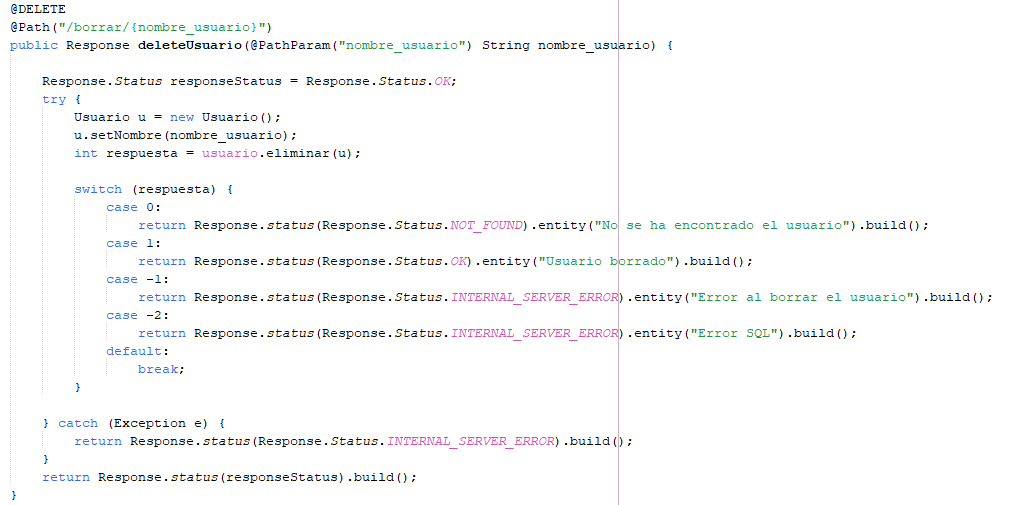 @DELETE
@Path("/borrar/{nombre_usuario}")
public Response deleteUsuario(@PathParam("nombre_usuario") String nombre_usuario) {
Response.Status responseStatus = Response.Status.OK;
try {
Usuario u = new Usuario();
u.setNombre(nombre_usuario);
int respuesta = usuario.eliminar(u);
switch (respuesta) {
case 0:
return Response.status(Response.Status.NOT_FOUND).entity("No se ha encontrado el usuario").build();
case 1:
return Response.status(Response.Status.OK).entity("Usuario borrado").build();
case -1:
return Response.status(Response.Status.INTERNAL_SERVER_ERROR).entity("Error al borrar el usuario").build();
case -2:
return Response.status(Response.Status.INTERNAL_SERVER_ERROR).entity("Error SQL").build();
default:
break;
}
} catch (Exception e) {
return Response.status(Response.Status.INTERNAL_SERVER_ERROR).build();
}
return Response.status(responseStatus).build();
}